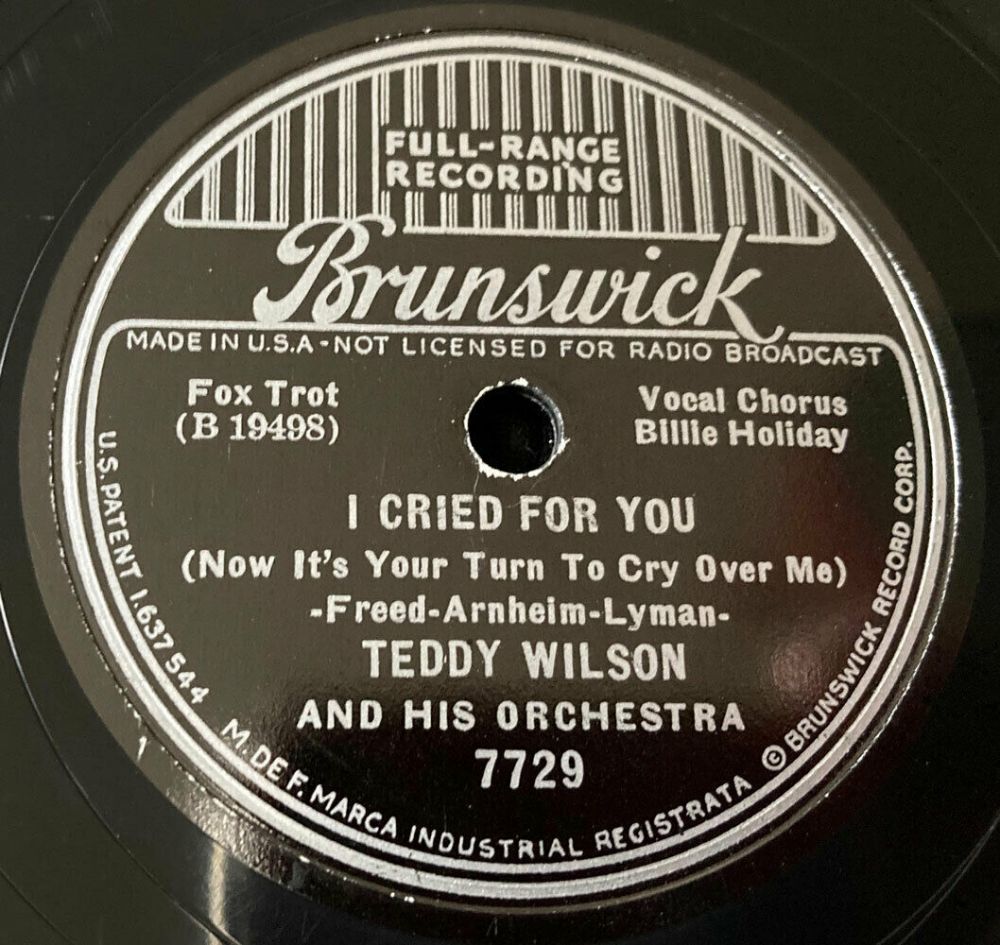 FULL-RANGE
RECORDING
Brunswick
MADE IN U.S.A-NOT LICENSED FOR RADIO BROADCAST
Fox Trot
(B 19498)
Vocal Chorus
Billie Holiday
I CRIED FOR YOU
(Now It's Your Turn To Cry Over Me)
-Freed-Arnheim-Lyman-
TEDDY WILSON
AND HIS ORCHESTRA
7729
U.S. PATENT 1.637544
M. DE F. MARCA INDUSTRIAL REGISTRATA
© BRUNSWICK RECORD CORP.
1